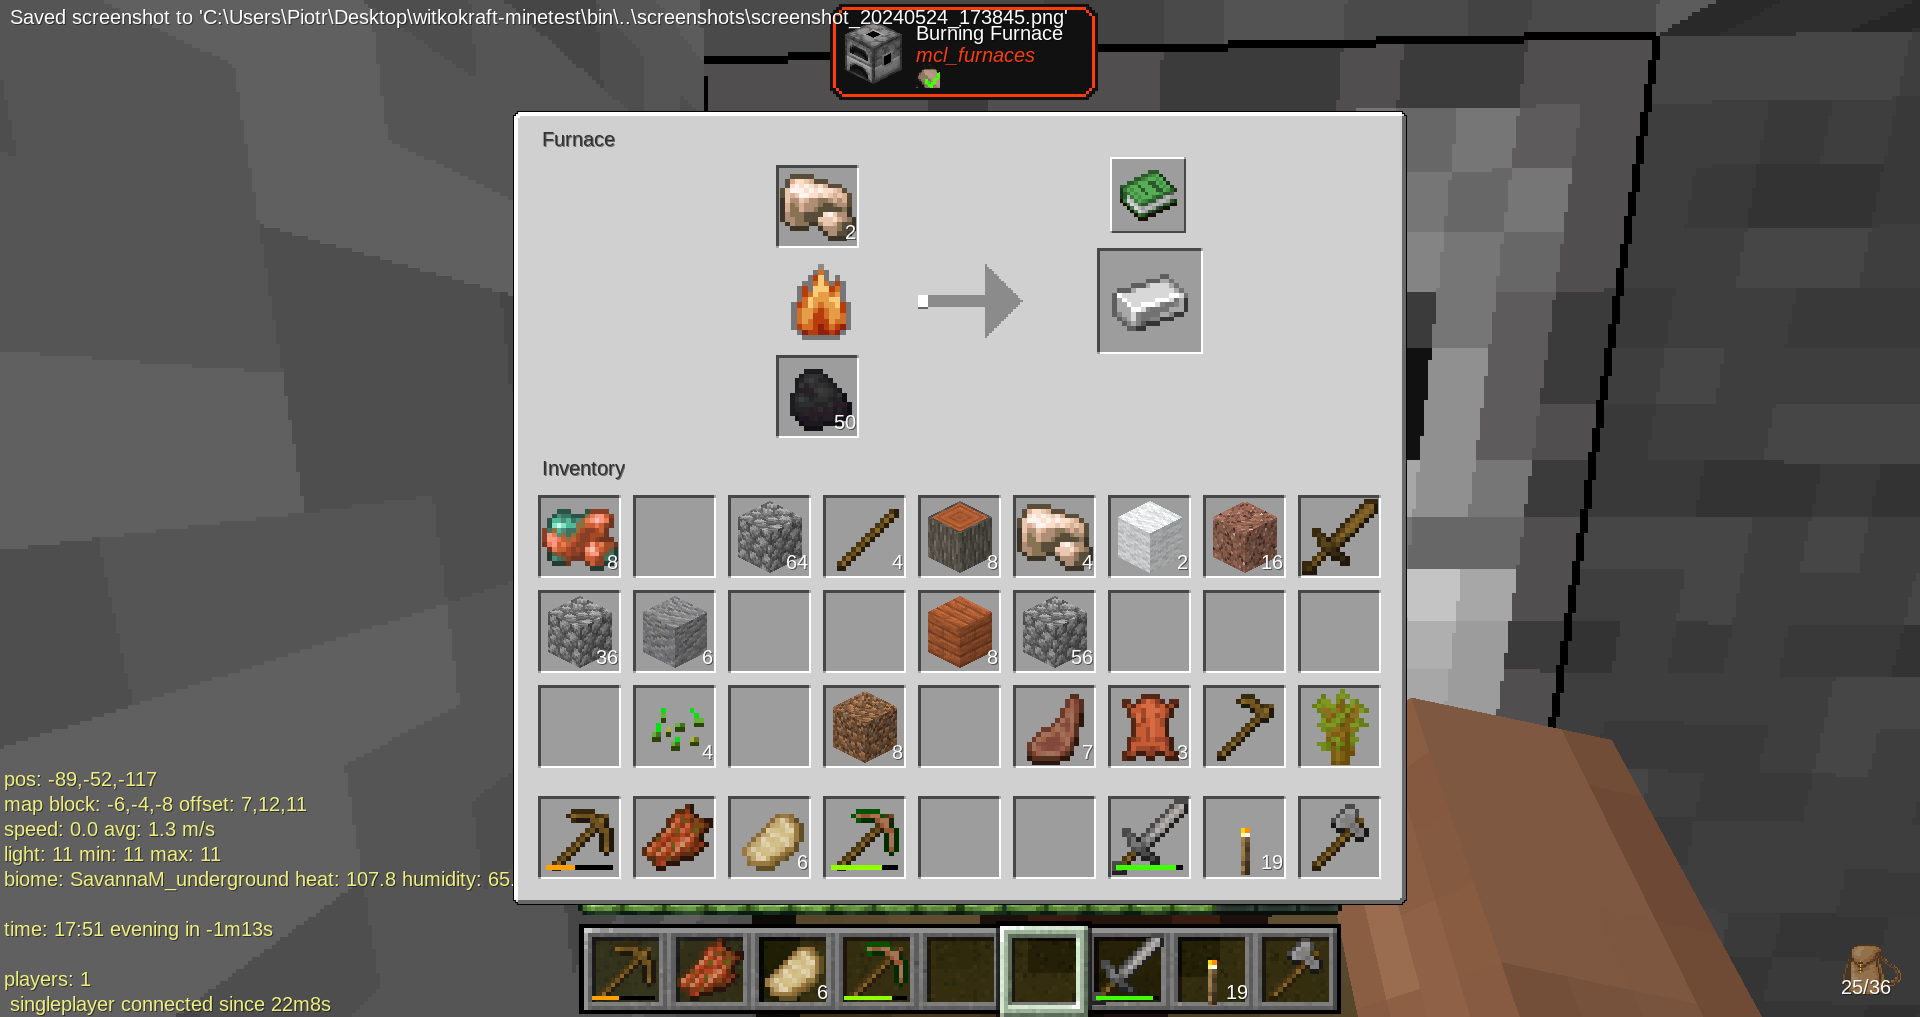 Saved screenshot to 'C:\Users\Piotr\Desktop\witkokraft-minetest\bin\..\screenshots\screenshot_20240524_173845.png'
Burning Furnace
mcl_furnaces
Furnace
2
50
Inventory
8 64 4 8 4 2 16
36 6 8 56
4 8 7 3
6 19
pos: -89,-52,-117
map block: -6,-4,-8 offset: 7,12,11
speed: 0.0 avg: 1.3 m/s
light: 11 min: 11 max: 11
biome: SavannaM_underground heat: 107.8 humidity: 65.
time: 17:51 evening in -1m13s
players: 1
singleplayer connected since 22m8s
6 19
25/36